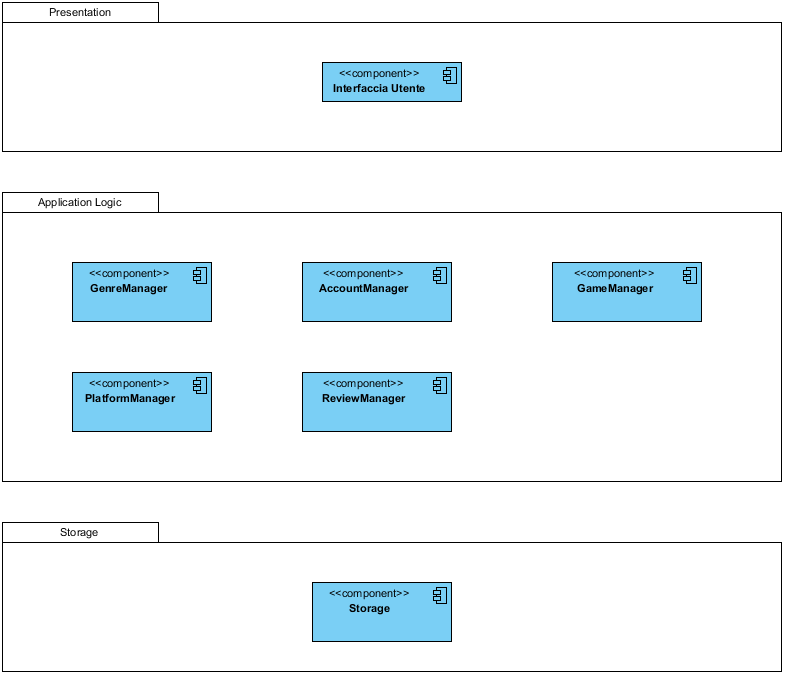 Presentation
<<component>>
Interfaccia Utente
Application Logic
<<component>>
GenreManager
<<component>>
AccountManager
<<component>>
GameManager
<<component>>
PlatformManager
<<component>>
ReviewManager
Storage
<<component>>
Storage